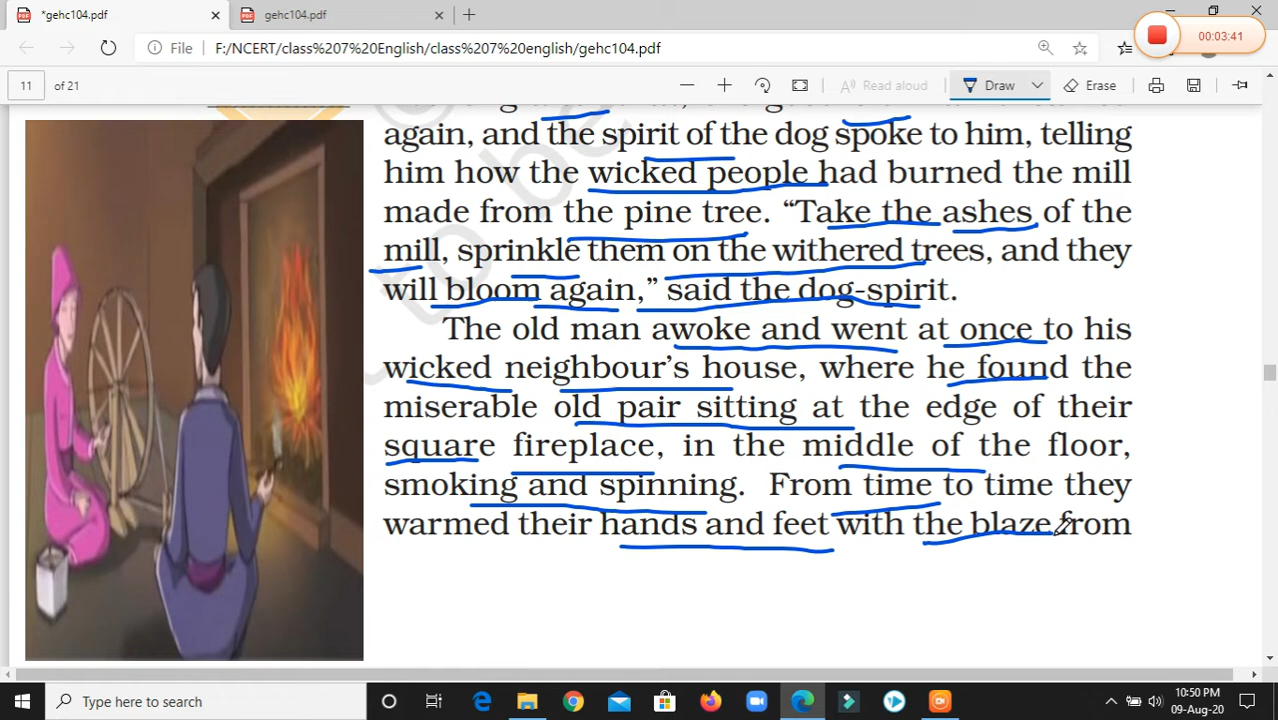 *gehc104.pdf
gehc104.pdf
File
F:/NCERT/class%207%20English/class%207%20english/gehc104.pdf
00:03:41
11 of 21
Read aloud
Draw
Erase
again, and the spirit of the dog spoke to him, telling
him how the wicked people had burned the mill
made from the pine tree. “Take the ashes of the
mill, sprinkle them on the withered trees, and they
will bloom again,” said the dog-spirit.
The old man awoke and went at once to his
wicked neighbour’s house, where he found the
miserable old pair sitting at the edge of their
square fireplace, in the middle of the floor,
smoking and spinning. From time to time they
warmed their hands and feet with the blaze from
Type here to search
10:50 PM
09-Aug-20